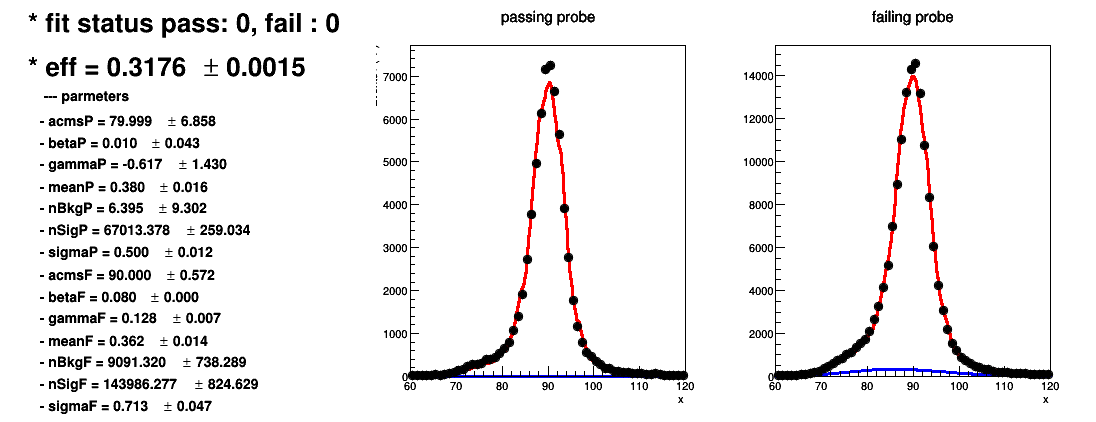 * fit status pass: 0, fail : 0
* eff = 0.3176 ± 0.0015
--- parmeters
- acmsP = 79.999 ± 6.858
- betaP = 0.010 ± 0.043
- gammaP = -0.617 ± 1.430
- meanP = 0.380 ± 0.016
- nBkgP = 6.395 ± 9.302
- nSigP = 67013.378 ± 259.034
- sigmaP = 0.500 ± 0.012
- acmsF = 90.000 ± 0.572
- betaF = 0.080 ± 0.000
- gammaF = 0.128 ± 0.007
- meanF = 0.362 ± 0.014
- nBkgF = 9091.320 ± 738.289
- nSigF = 143986.277 ± 824.629
- sigmaF = 0.713 ± 0.047
passing probe
7000
6000
5000
4000
3000
2000
1000
0
60 70 80 90 100 110 120
x
failing probe
14000
12000
10000
8000
6000
4000
2000
0
60 70 80 90 100 110 120
x